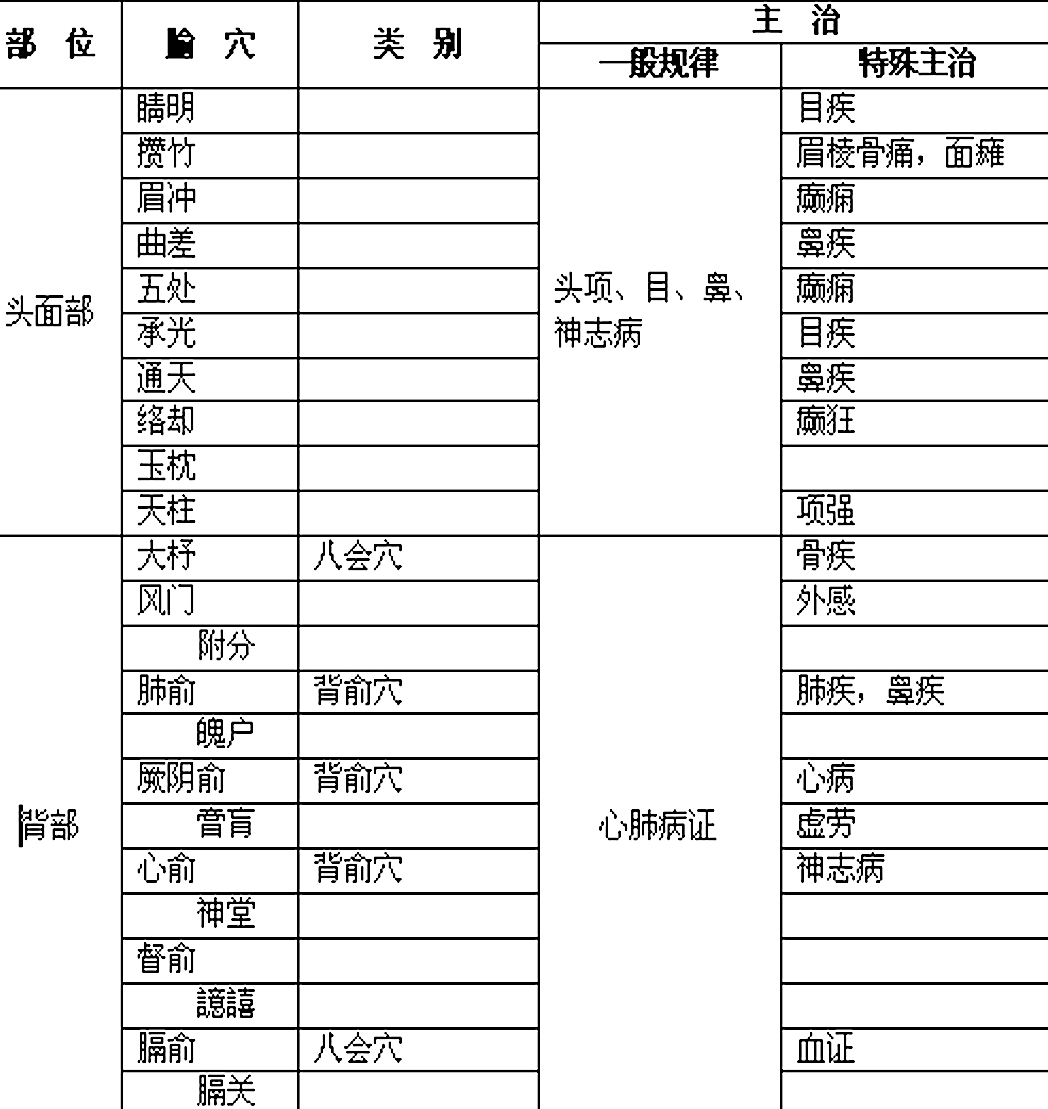 部 位 腧 穴 类 别 主 治
一般规律 特殊主治
头面部 睛明 头项、目、鼻、神志病 目疾
攒竹 眉棱骨痛，面瘫
眉冲 癫痫
曲差 鼻疾
五处 癫痫
承光 目疾
通天 鼻疾
络却 癫狂
玉枕
天柱 项强
背部 大杼 八会穴 心肺病证 骨疾
风门 外感
附分
肺俞 背俞穴 肺疾，鼻疾
魄户
厥阴俞 背俞穴 心病
膏肓 虚劳
心俞 背俞穴 神志病
神堂
督俞
譩譆
膈俞 八会穴 血证
膈关